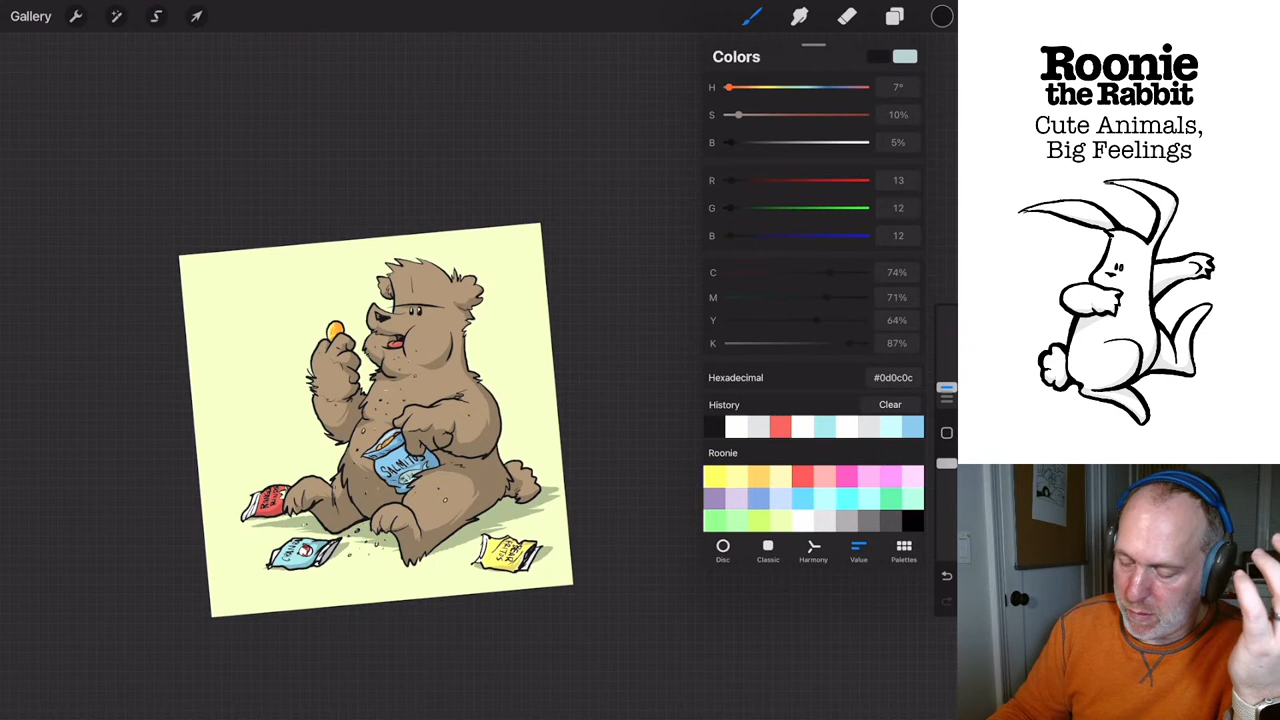 Gallery
Colors
H 7°
S 10%
B 5%
R 13
G 12
B 12
C 74%
M 71%
Y 64%
K 87%
Hexadecimal #0d0c0c
History Clear
Roonie
Disc Classic Harmony Value Palettes
Roonie
the Rabbit
Cute Animals,
Big Feelings